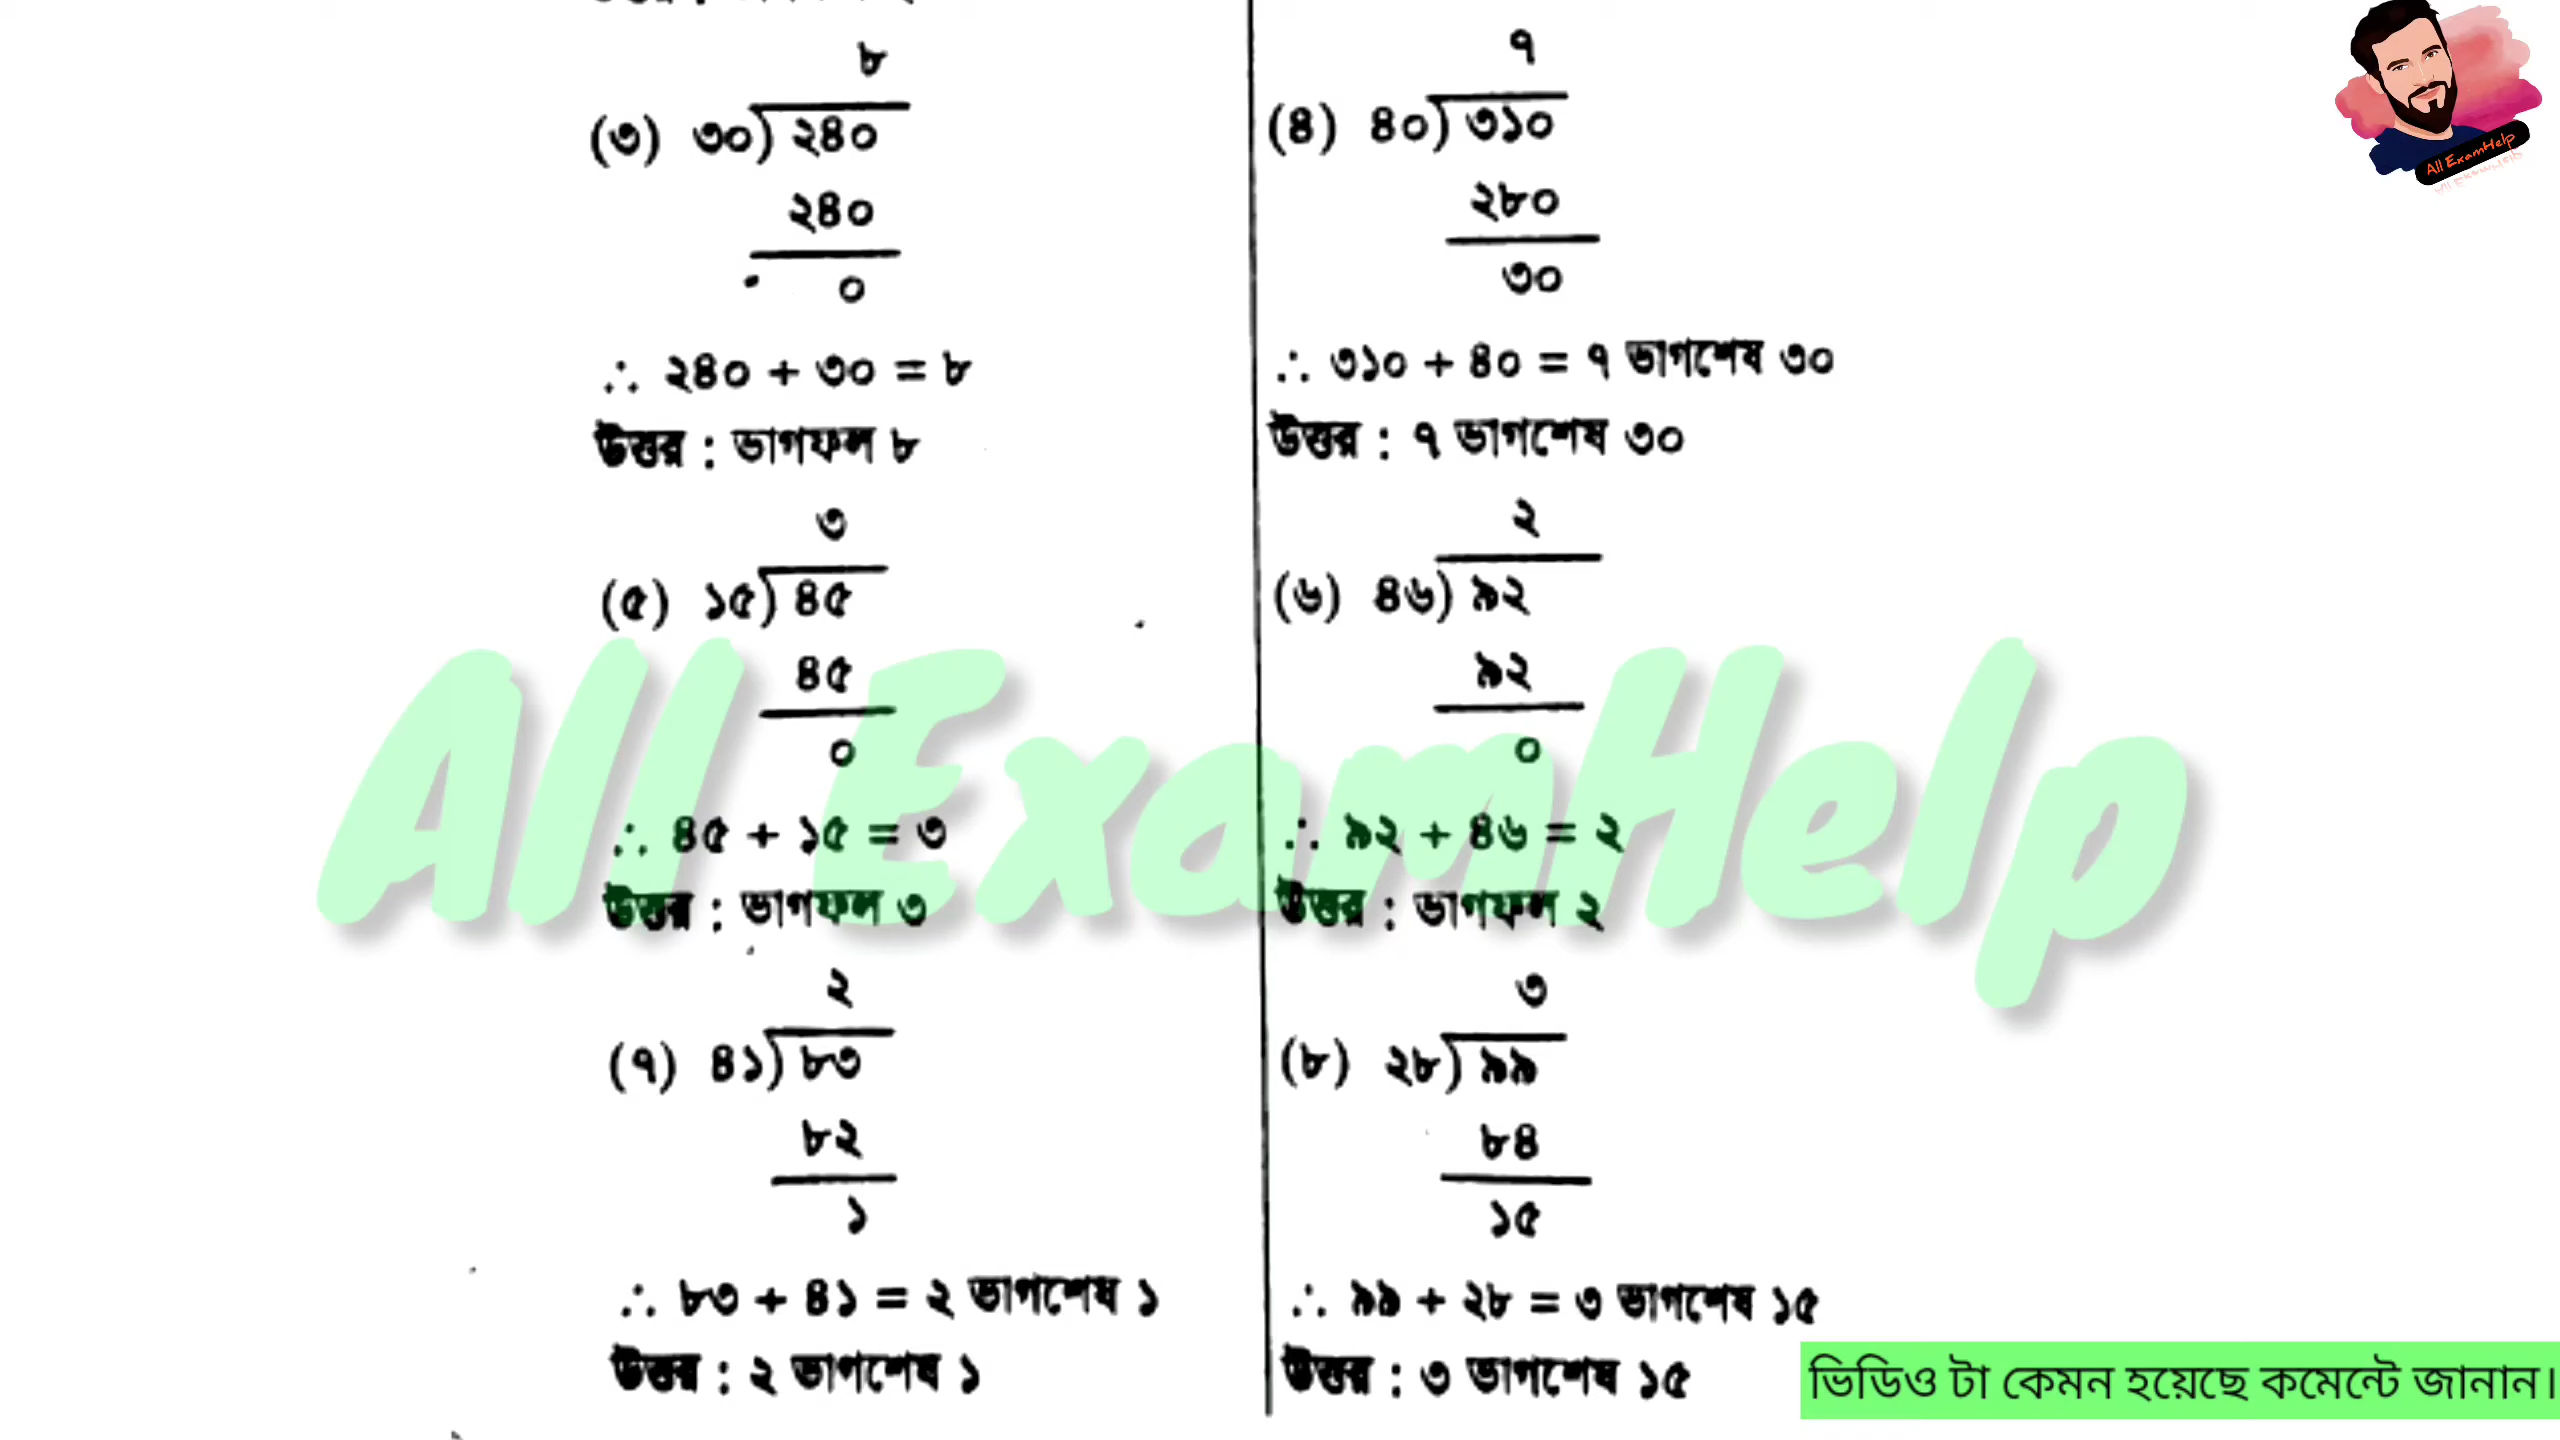 ৮
(৩) ৩০) ২৪০
২৪০
০
∴ ২৪০ + ৩০ = ৮
উত্তর : ভাগফল ৮
৩
(৫) ১৫) ৪৫
৪৫
০
∴ ৪৫ + ১৫ = ৩
উত্তর : ভাগফল ৩
২
(৭) ৪১) ৮৩
৮২
১
∴ ৮৩ + ৪১ = ২ ভাগশেষ ১
উত্তর : ২ ভাগশেষ ১
৭
(৪) ৪০) ৩১০
২৮০
৩০
∴ ৩১০ + ৪০ = ৭ ভাগশেষ ৩০
উত্তর : ৭ ভাগশেষ ৩০
২
(৬) ৪৬) ৯২
৯২
০
∴ ৯২ + ৪৬ = ২
উত্তর : ভাগফল ২
৩
(৮) ২৮) ৯৯
৮৪
১৫
∴ ৯৯ + ২৮ = ৩ ভাগশেষ ১৫
উত্তর : ৩ ভাগশেষ ১৫
All ExamHelp
All ExamHelp
ভিডিও টা কেমন হয়েছে কমেন্টে জানান।